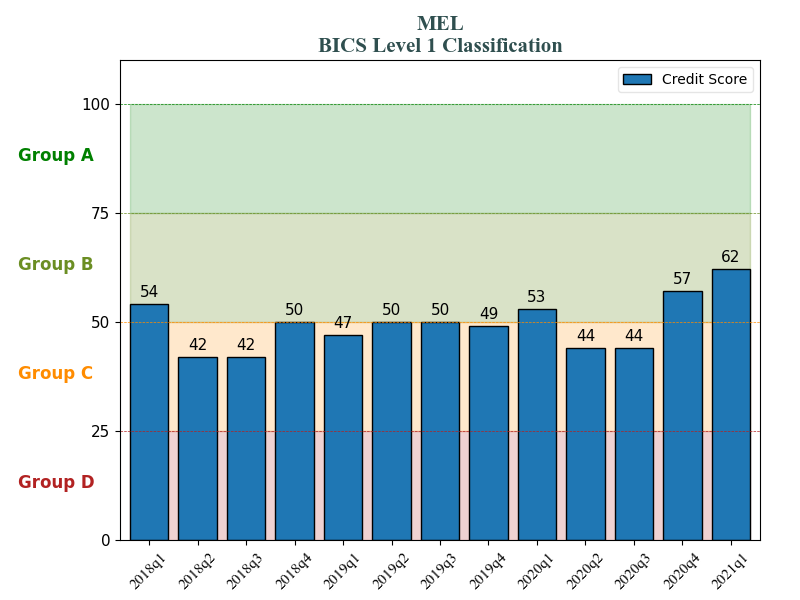 MEL
BICS Level 1 Classification
Credit Score
100
Group A
75
Group B
50
Group C
25
Group D
0
54
42
42
50
47
50
50
49
53
44
44
57
62
2018q1
2018q2
2018q3
2018q4
2019q1
2019q2
2019q3
2019q4
2020q1
2020q2
2020q3
2020q4
2021q1